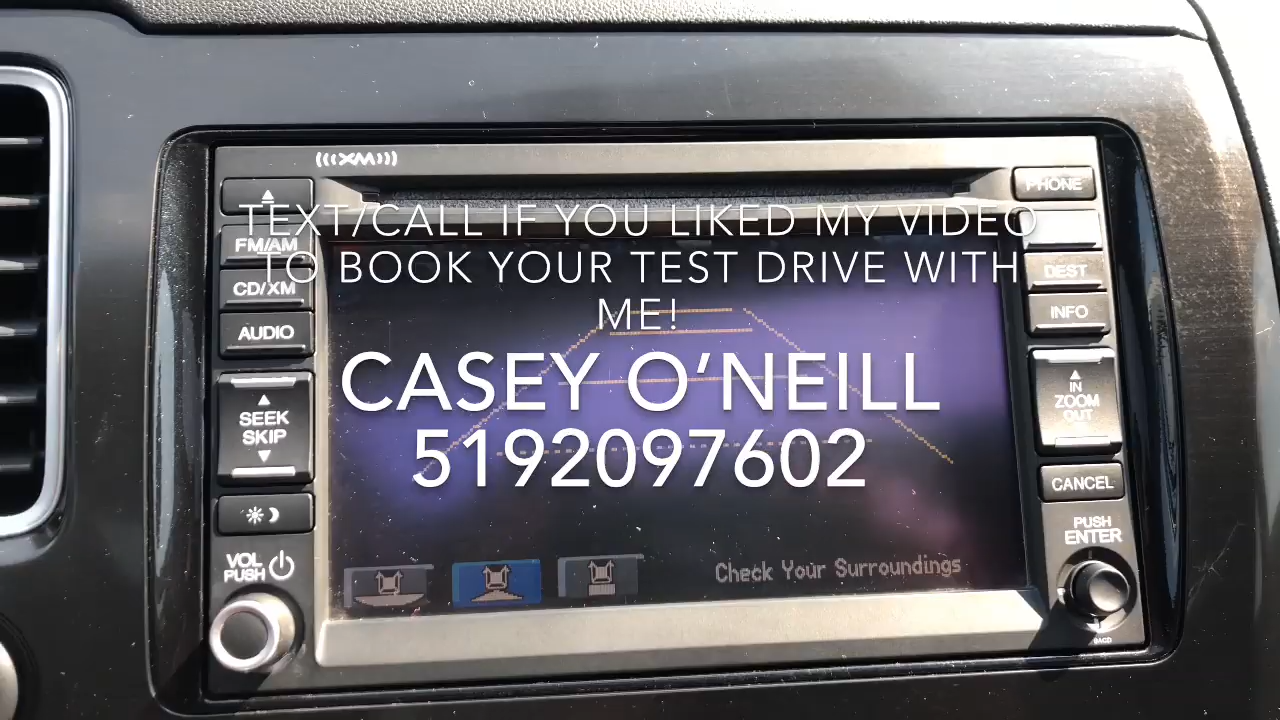 XM
PHONE
TEXT/CALL IF YOU LIKED MY VIDEO
TO BOOK YOUR TEST DRIVE WITH
ME!
CASEY O'NEILL
5192097602
FM/AM
CD/XM
AUDIO
SEEK
SKIP
VOL
PUSH
DEST
INFO
IN
ZOOM
OUT
CANCEL
PUSH
ENTER
Check Your Surroundings